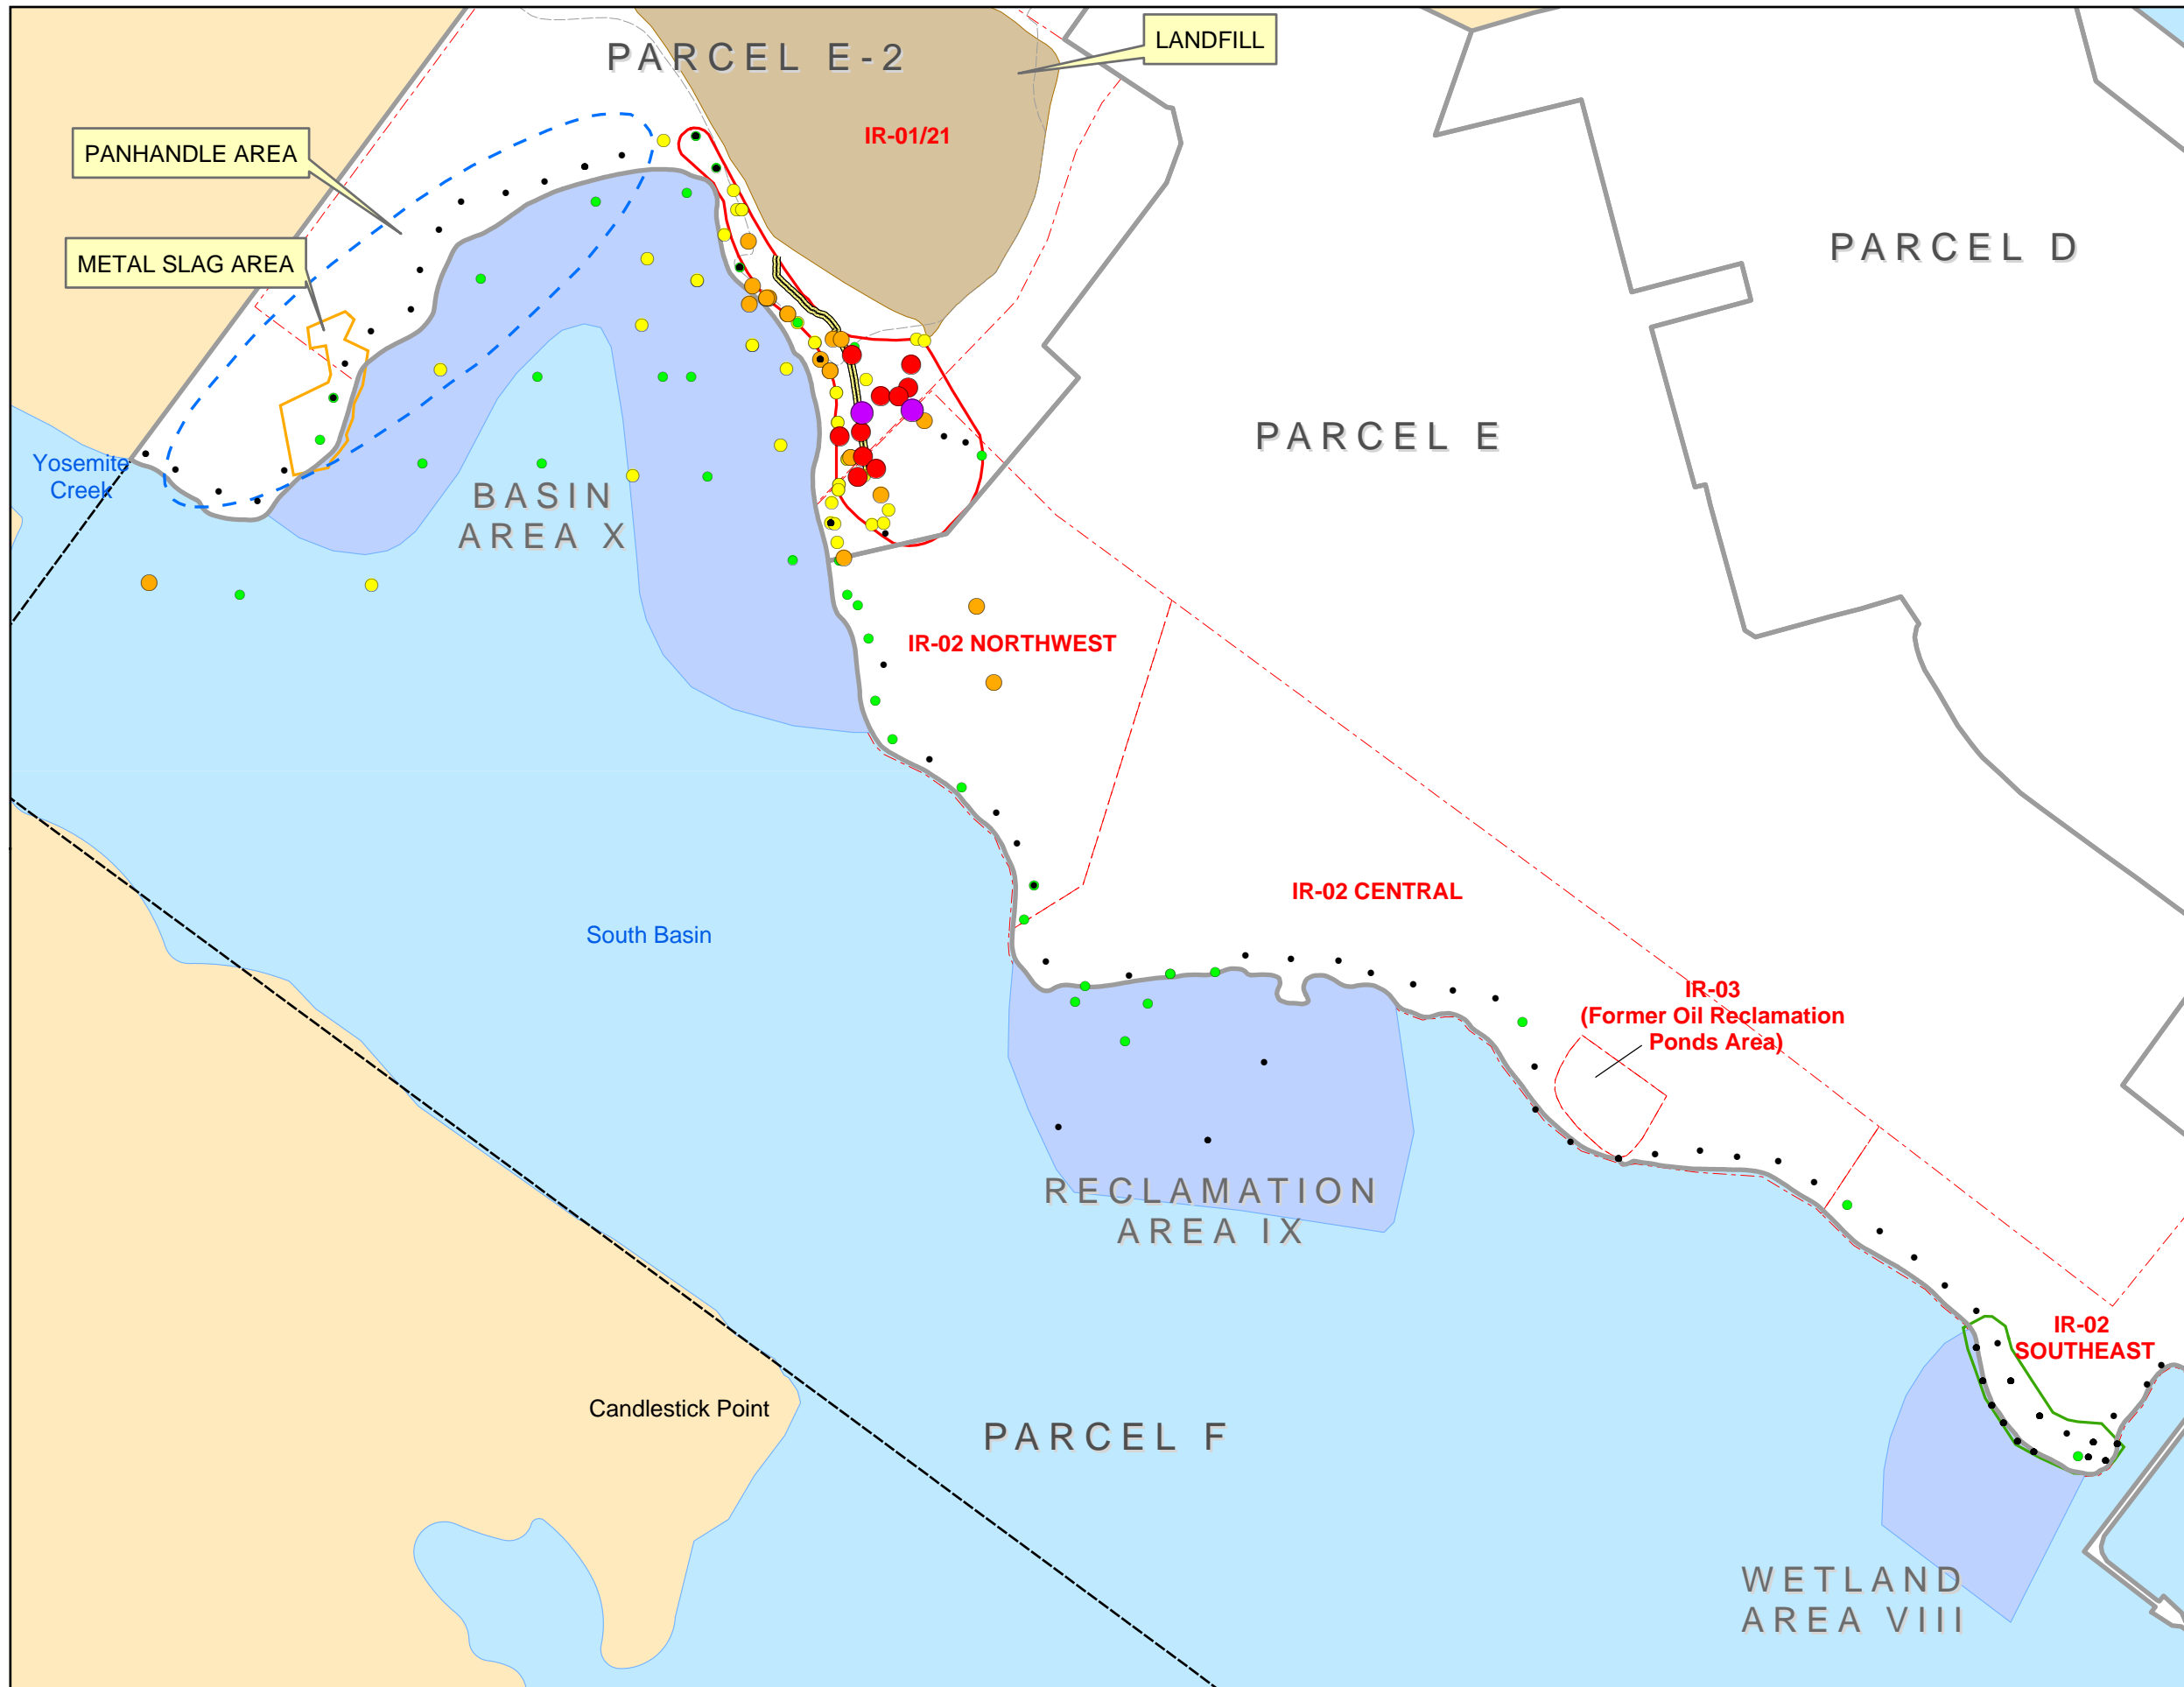 LANDFILL
PARCEL E-2
IR-01/21
PANHANDLE AREA
METAL SLAG AREA
PARCEL D
PARCEL E
Yosemite
Creek
BASIN
AREA X
IR-02 NORTHWEST
IR-02 CENTRAL
South Basin
IR-03
(Former Oil Reclamation
Ponds Area)
RECLAMATION
AREA IX
IR-02
SOUTHEAST
Candlestick Point
PARCEL F
WETLAND
AREA VIII